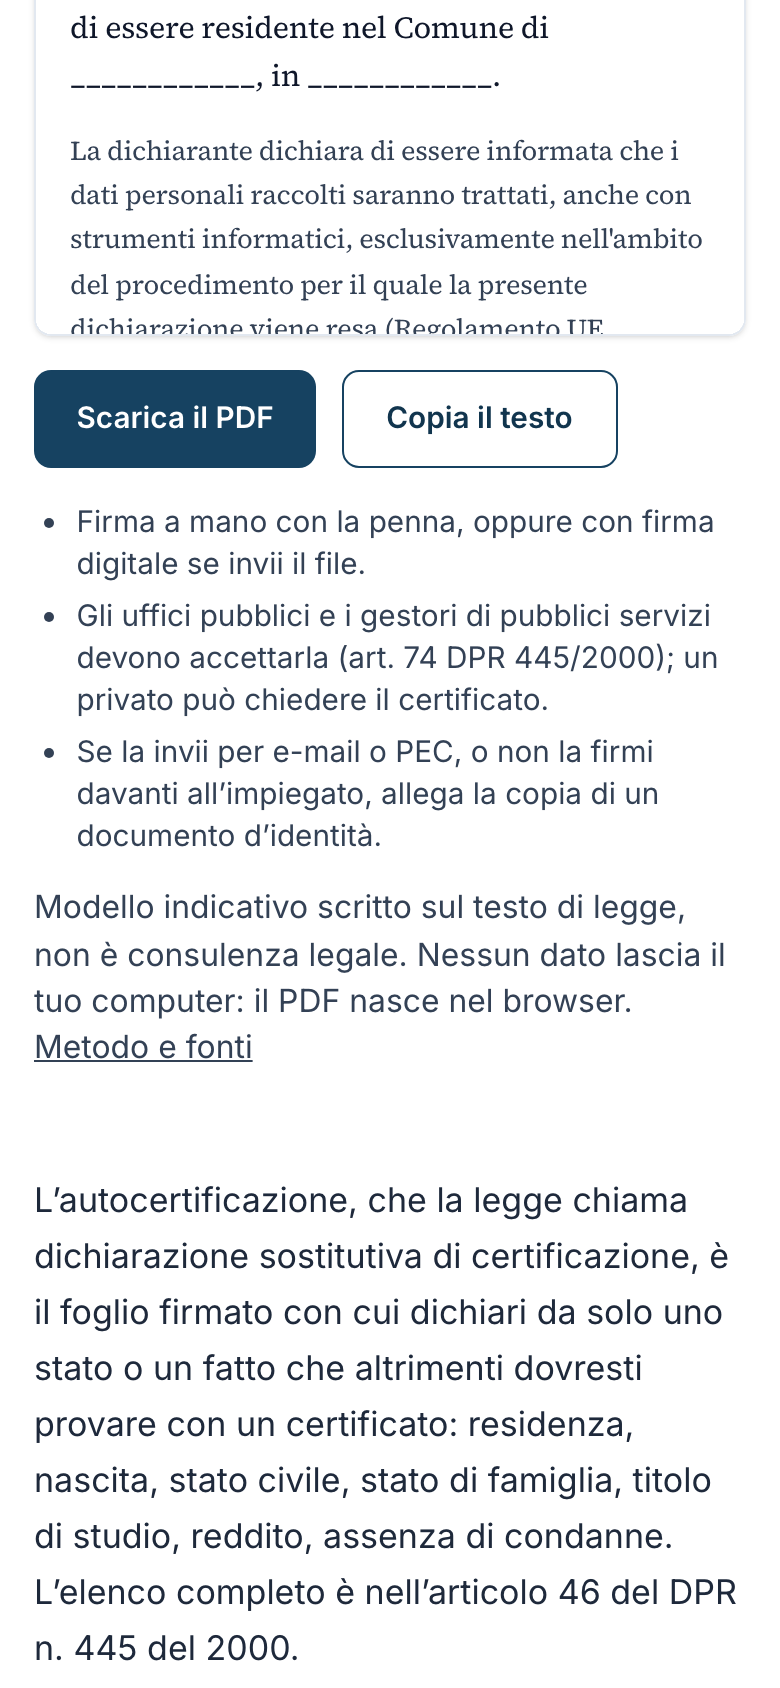 di essere residente nel Comune di
____________, in ____________.
La dichiarante dichiara di essere informata che i
dati personali raccolti saranno trattati, anche con
strumenti informatici, esclusivamente nell'ambito
del procedimento per il quale la presente
dichiarazione viene resa (Regolamento UE
Scarica il PDF
Copia il testo
• Firma a mano con la penna, oppure con firma
digitale se invii il file.
• Gli uffici pubblici e i gestori di pubblici servizi
devono accettarla (art. 74 DPR 445/2000); un
privato può chiedere il certificato.
• Se la invii per e-mail o PEC, o non la firmi
davanti all’impiegato, allega la copia di un
documento d’identità.
Modello indicativo scritto sul testo di legge,
non è consulenza legale. Nessun dato lascia il
tuo computer: il PDF nasce nel browser.
Metodo e fonti
L’autocertificazione, che la legge chiama
dichiarazione sostitutiva di certificazione, è
il foglio firmato con cui dichiari da solo uno
stato o un fatto che altrimenti dovresti
provare con un certificato: residenza,
nascita, stato civile, stato di famiglia, titolo
di studio, reddito, assenza di condanne.
L’elenco completo è nell’articolo 46 del DPR
n. 445 del 2000.